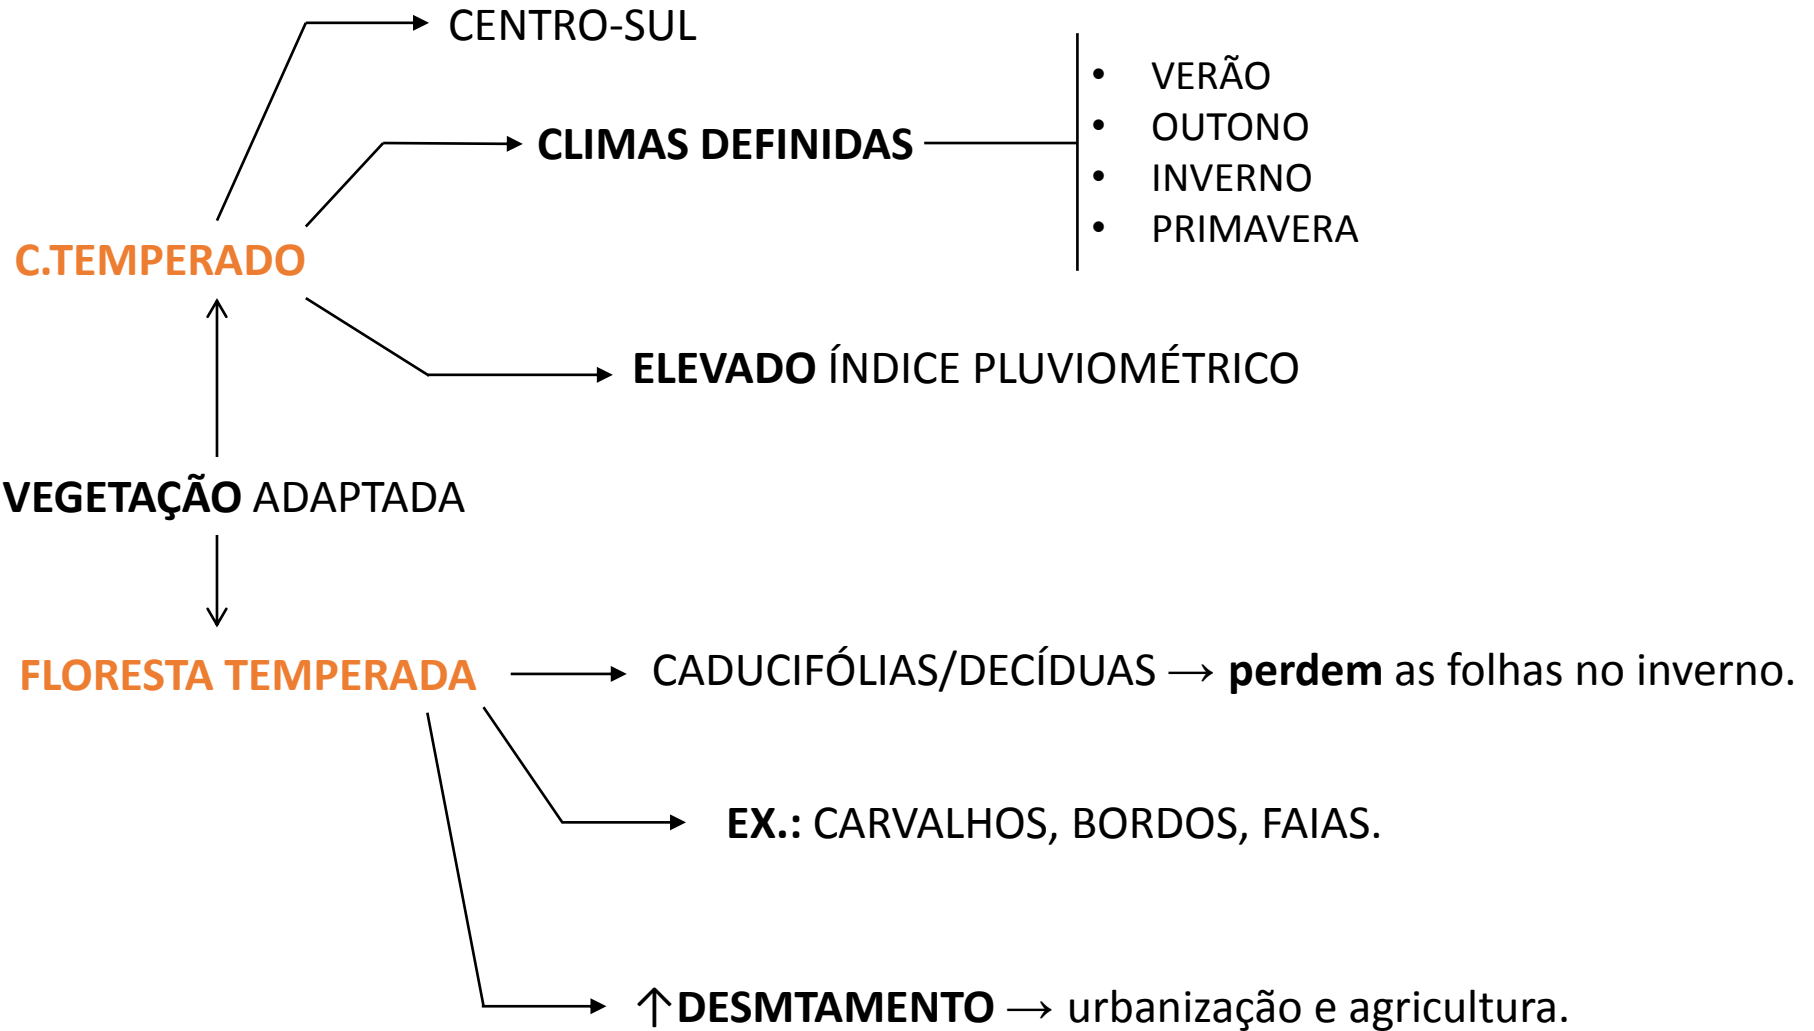 CENTRO-SUL
CLIMAS DEFINIDAS
• VERÃO
• OUTONO
• INVERNO
• PRIMAVERA
C.TEMPERADO
ELEVADO ÍNDICE PLUVIOMÉTRICO
VEGETAÇÃO ADAPTADA
FLORESTA TEMPERADA
CADUCIFÓLIAS/DECÍDUAS → perdem as folhas no inverno.
EX.: CARVALHOS, BORDOS, FAIAS.
↑DESMTAMENTO → urbanização e agricultura.